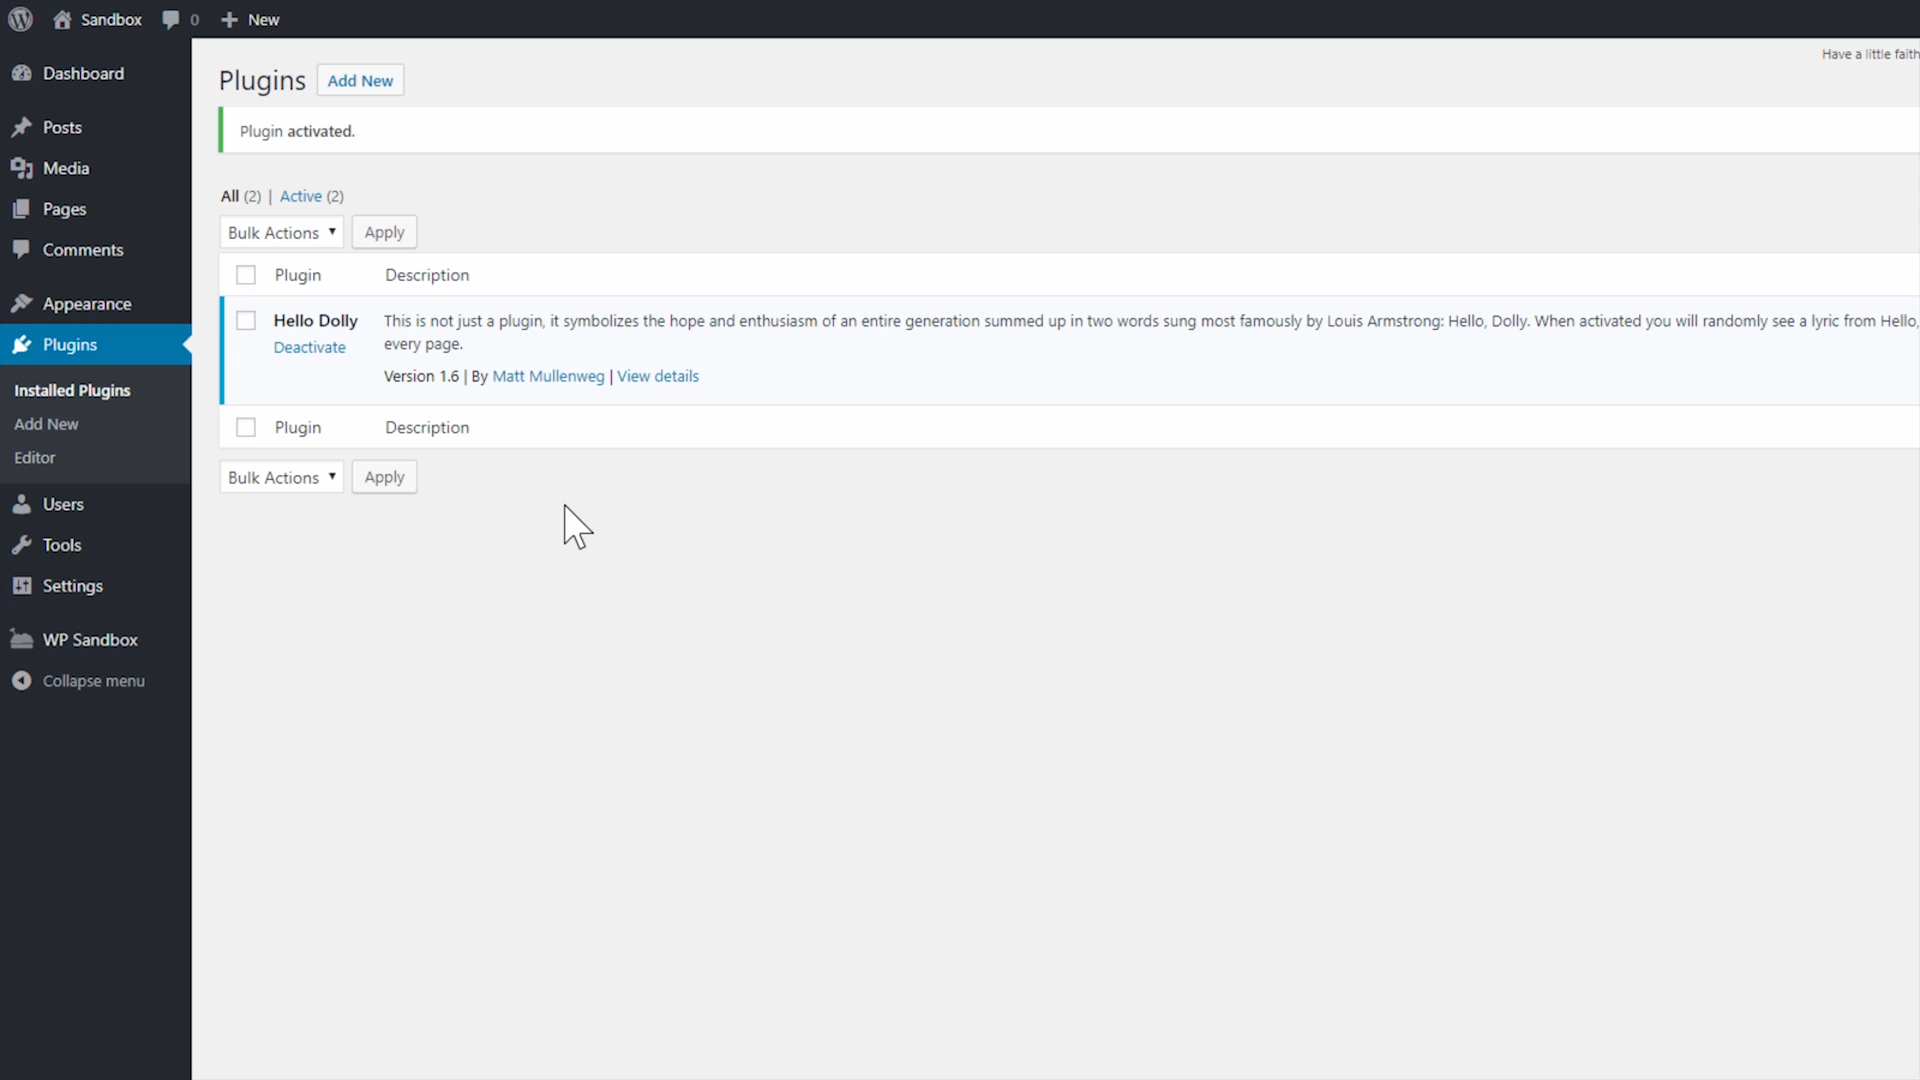 Sandbox 0 New
Have a little faith
Dashboard
Posts
Media
Pages
Comments
Appearance
Plugins
Installed Plugins
Add New
Editor
Users
Tools
Settings
WP Sandbox
Collapse menu
Plugins Add New
Plugin activated.
All (2) | Active (2)
Bulk Actions Apply
Plugin Description
Hello Dolly
Deactivate
This is not just a plugin, it symbolizes the hope and enthusiasm of an entire generation summed up in two words sung most famously by Louis Armstrong: Hello, Dolly. When activated you will randomly see a lyric from Hello,
every page.
Version 1.6 | By Matt Mullenweg | View details
Plugin Description
Bulk Actions Apply